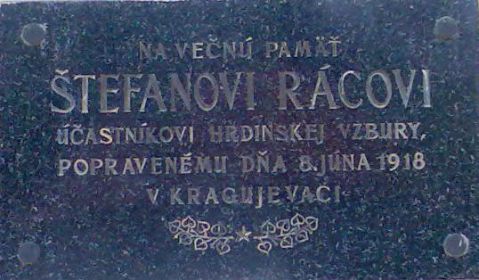 NA VEČNÚ PAMÄŤ
ŠTEFANOVI RÁCOVI
ÚČASTNÍKOVI HRDINSKEJ VZBURY,
POPRAVENÉMU DŇA 8. JÚNA 1918
V KRAGUJEVACI